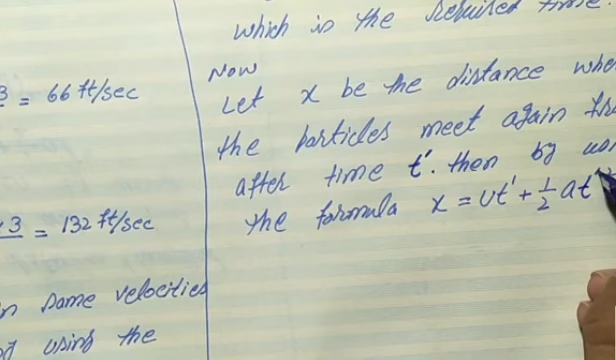 3 = 66 ft/sec
3 = 132 ft/sec
in same velocities
using the
which is the required time.
Now
Let x be the distance
the particles meet again
after time t'. then by
the formula x = ut' + 1/2 at'